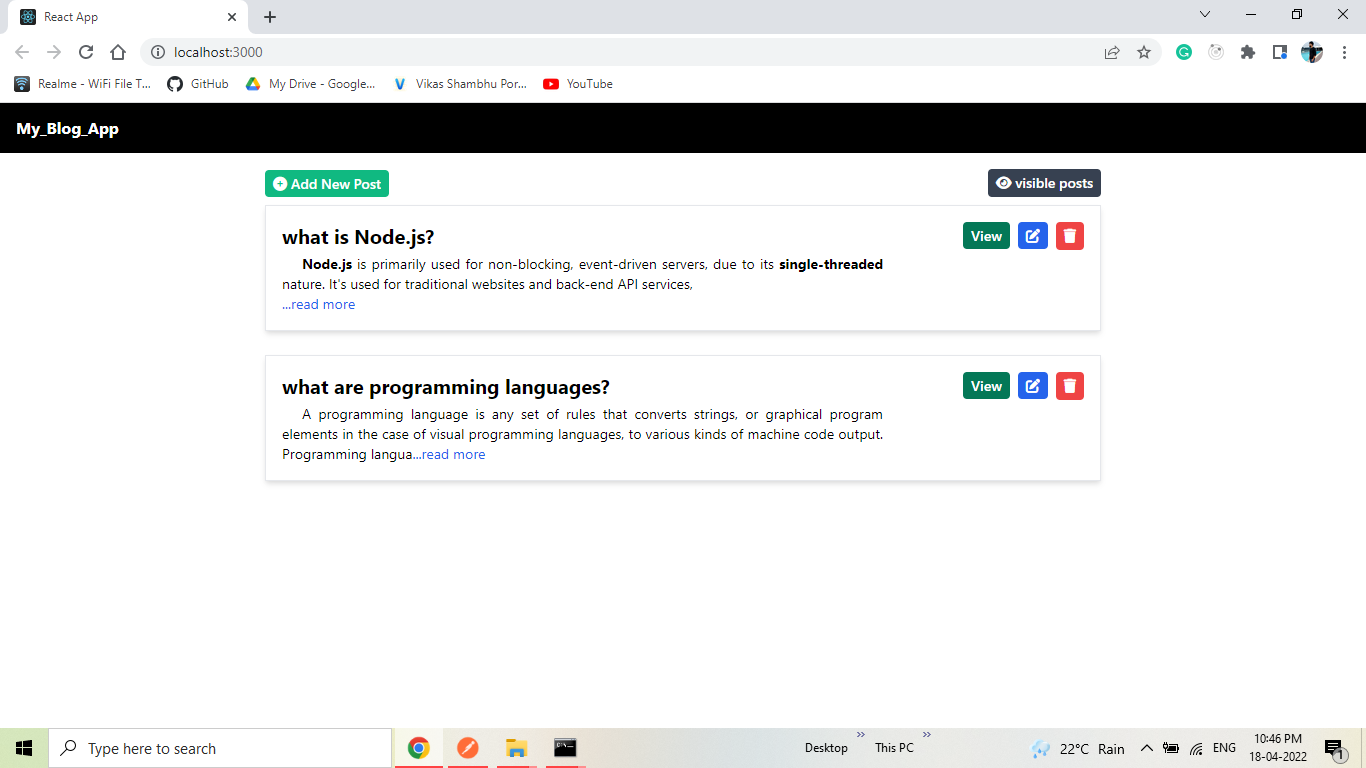 React App
localhost:3000
Realme - WiFi File T... GitHub My Drive - Google... Vikas Shambhu Por... YouTube
My_Blog_App
Add New Post visible posts
what is Node.js? View
Node.js is primarily used for non-blocking, event-driven servers, due to its single-threaded
nature. It's used for traditional websites and back-end API services,
...read more
what are programming languages? View
A programming language is any set of rules that converts strings, or graphical program
elements in the case of visual programming languages, to various kinds of machine code output.
Programming langua...read more
Type here to search Desktop » This PC » 22°C Rain ENG 10:46 PM
18-04-2022 1